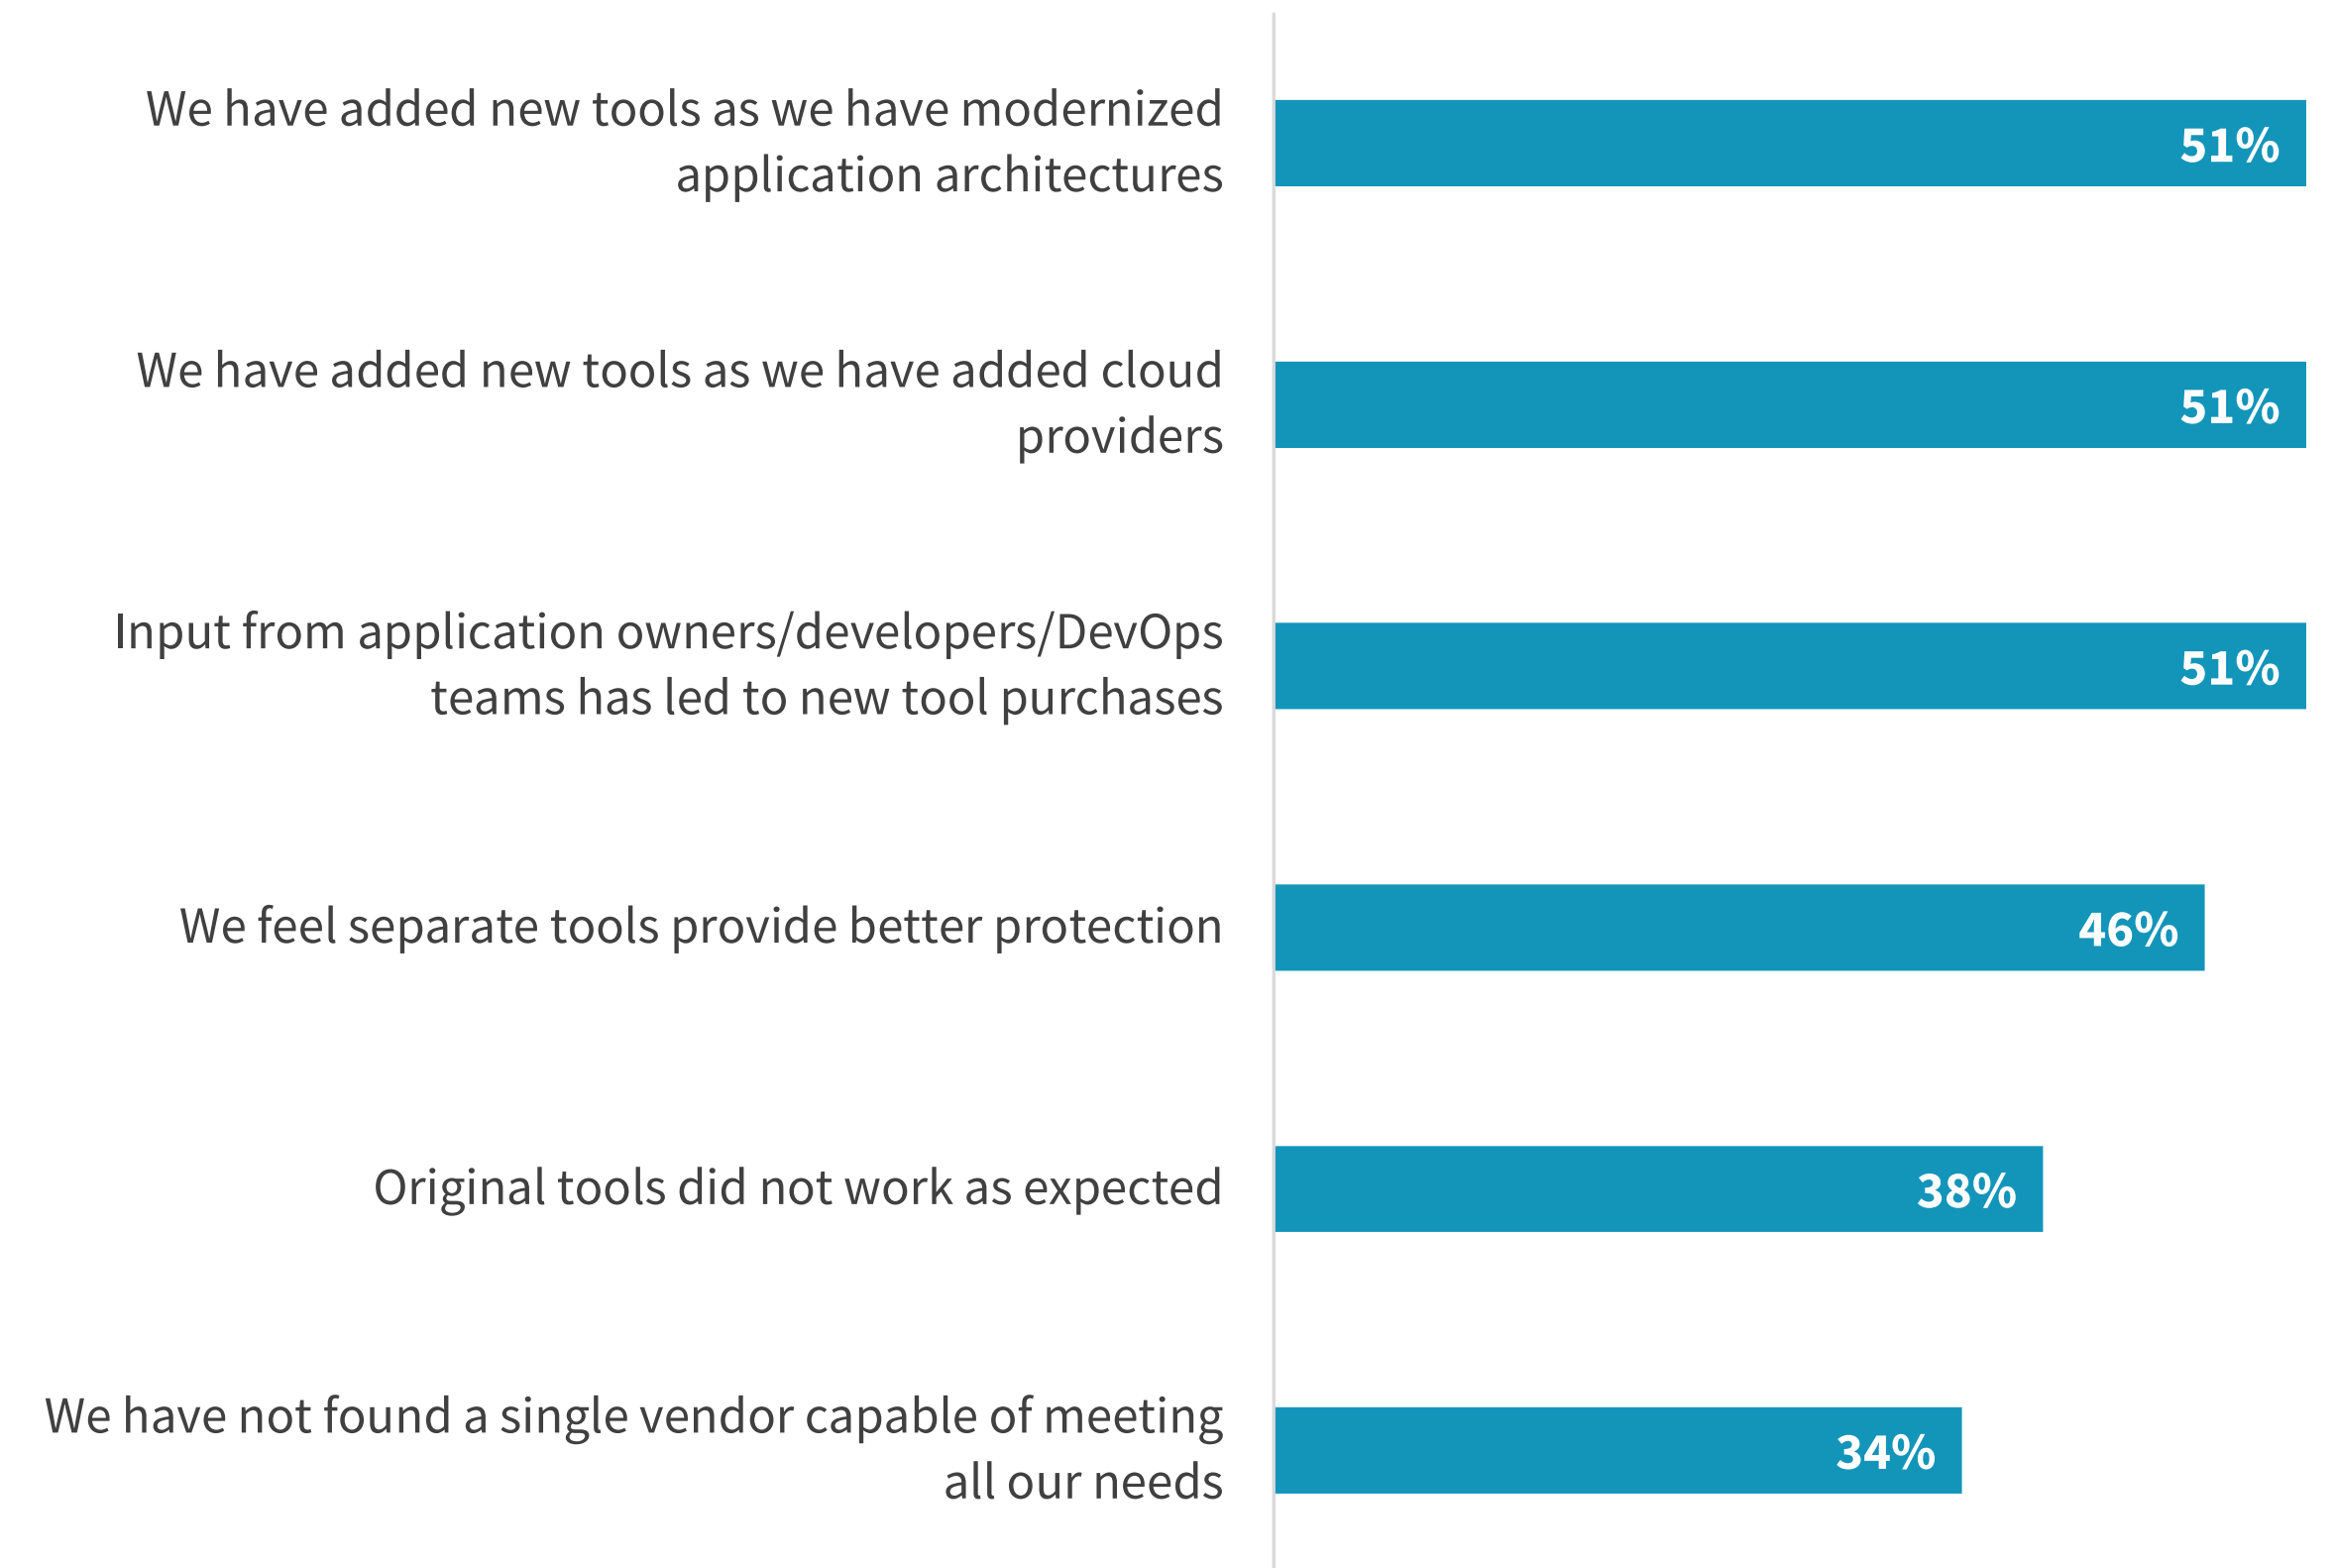 We have added new tools as we have modernized
application architectures
51%
We have added new tools as we have added cloud
providers
51%
Input from application owners/developers/DevOps
teams has led to new tool purchases
51%
We feel separate tools provide better protection
46%
Original tools did not work as expected
38%
We have not found a single vendor capable of meeting
all our needs
34%